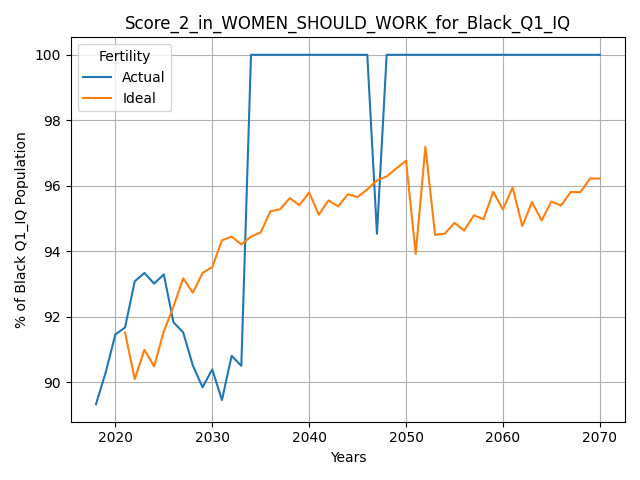 Score_2_in_WOMEN_SHOULD_WORK_for_Black_Q1_IQ
Fertility
Actual
Ideal
% of Black Q1_IQ Population
100
98
96
94
92
90
2020 2030 2040 2050 2060 2070
Years